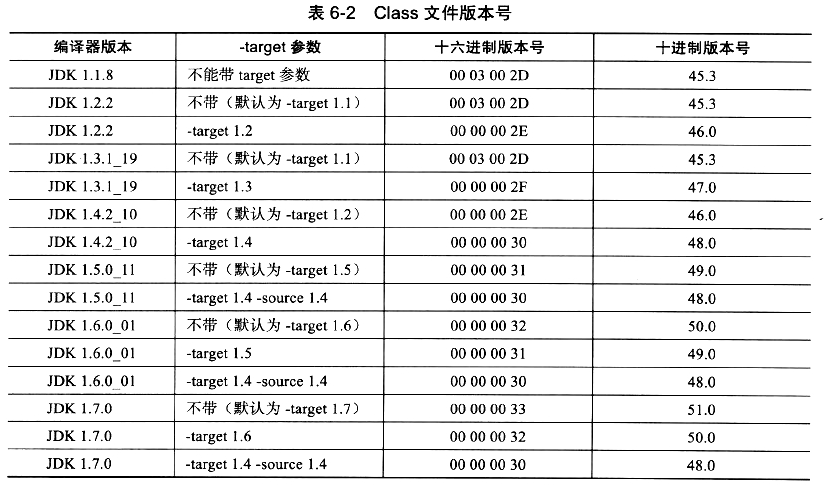 表 6-2 Class 文件版本号
编译器版本 -target 参数 十六进制版本号 十进制版本号
JDK 1.1.8 不能带 target 参数 00 03 00 2D 45.3
JDK 1.2.2 不带（默认为 -target 1.1） 00 03 00 2D 45.3
JDK 1.2.2 -target 1.2 00 00 00 2E 46.0
JDK 1.3.1_19 不带（默认为 -target 1.1） 00 03 00 2D 45.3
JDK 1.3.1_19 -target 1.3 00 00 00 2F 47.0
JDK 1.4.2_10 不带（默认为 -target 1.2） 00 00 00 2E 46.0
JDK 1.4.2_10 -target 1.4 00 00 00 30 48.0
JDK 1.5.0_11 不带（默认为 -target 1.5） 00 00 00 31 49.0
JDK 1.5.0_11 -target 1.4 -source 1.4 00 00 00 30 48.0
JDK 1.6.0_01 不带（默认为 -target 1.6） 00 00 00 32 50.0
JDK 1.6.0_01 -target 1.5 00 00 00 31 49.0
JDK 1.6.0_01 -target 1.4 -source 1.4 00 00 00 30 48.0
JDK 1.7.0 不带（默认为 -target 1.7） 00 00 00 33 51.0
JDK 1.7.0 -target 1.6 00 00 00 32 50.0
JDK 1.7.0 -target 1.4 -source 1.4 00 00 00 30 48.0